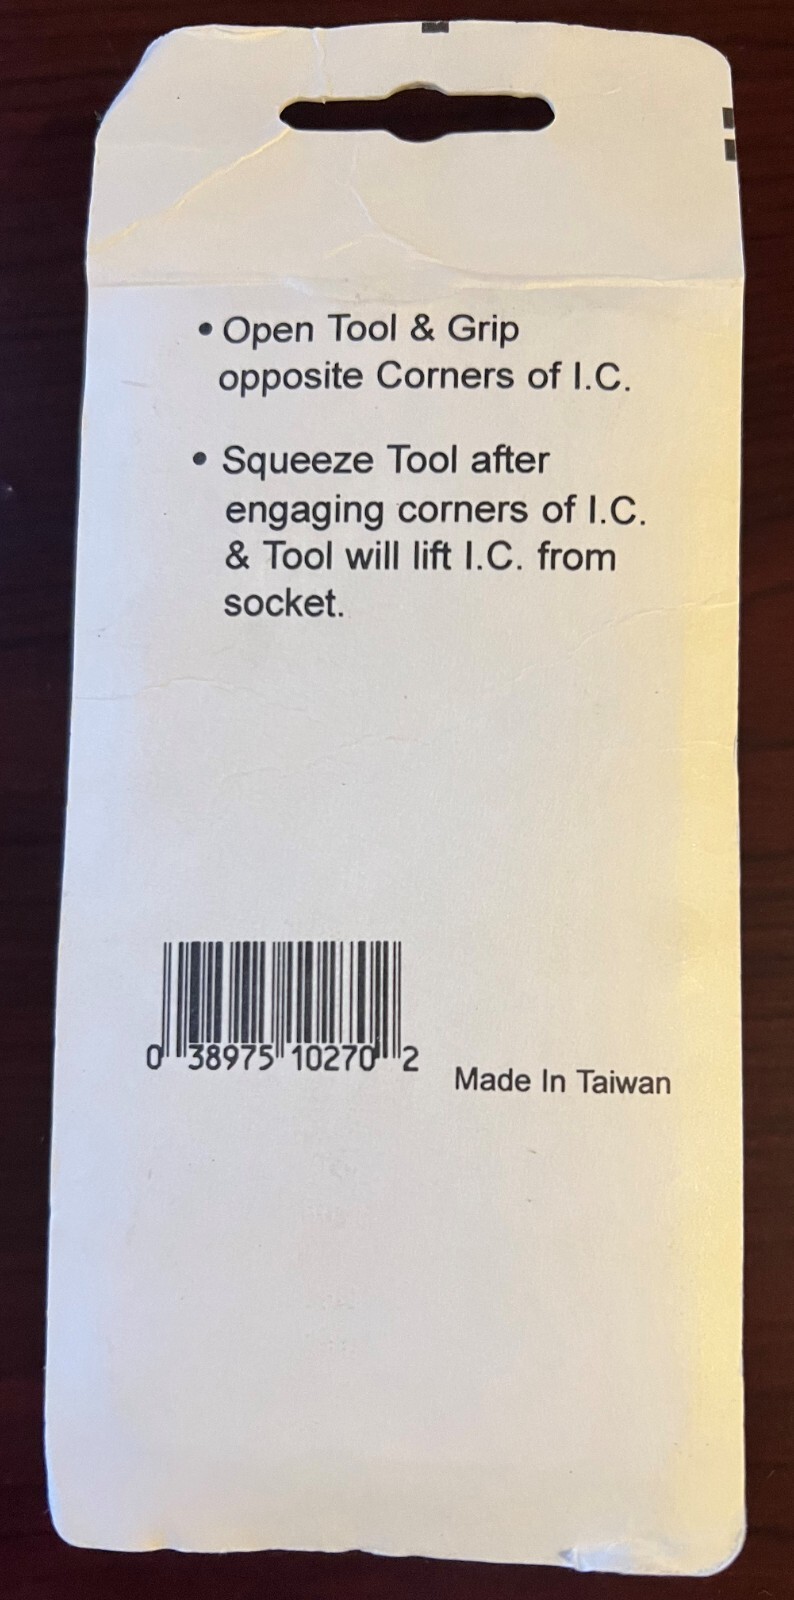 • Open Tool & Grip
opposite Corners of I.C.
• Squeeze Tool after
engaging corners of I.C.
& Tool will lift I.C. from
socket.
0 38975 10270 2
Made In Taiwan